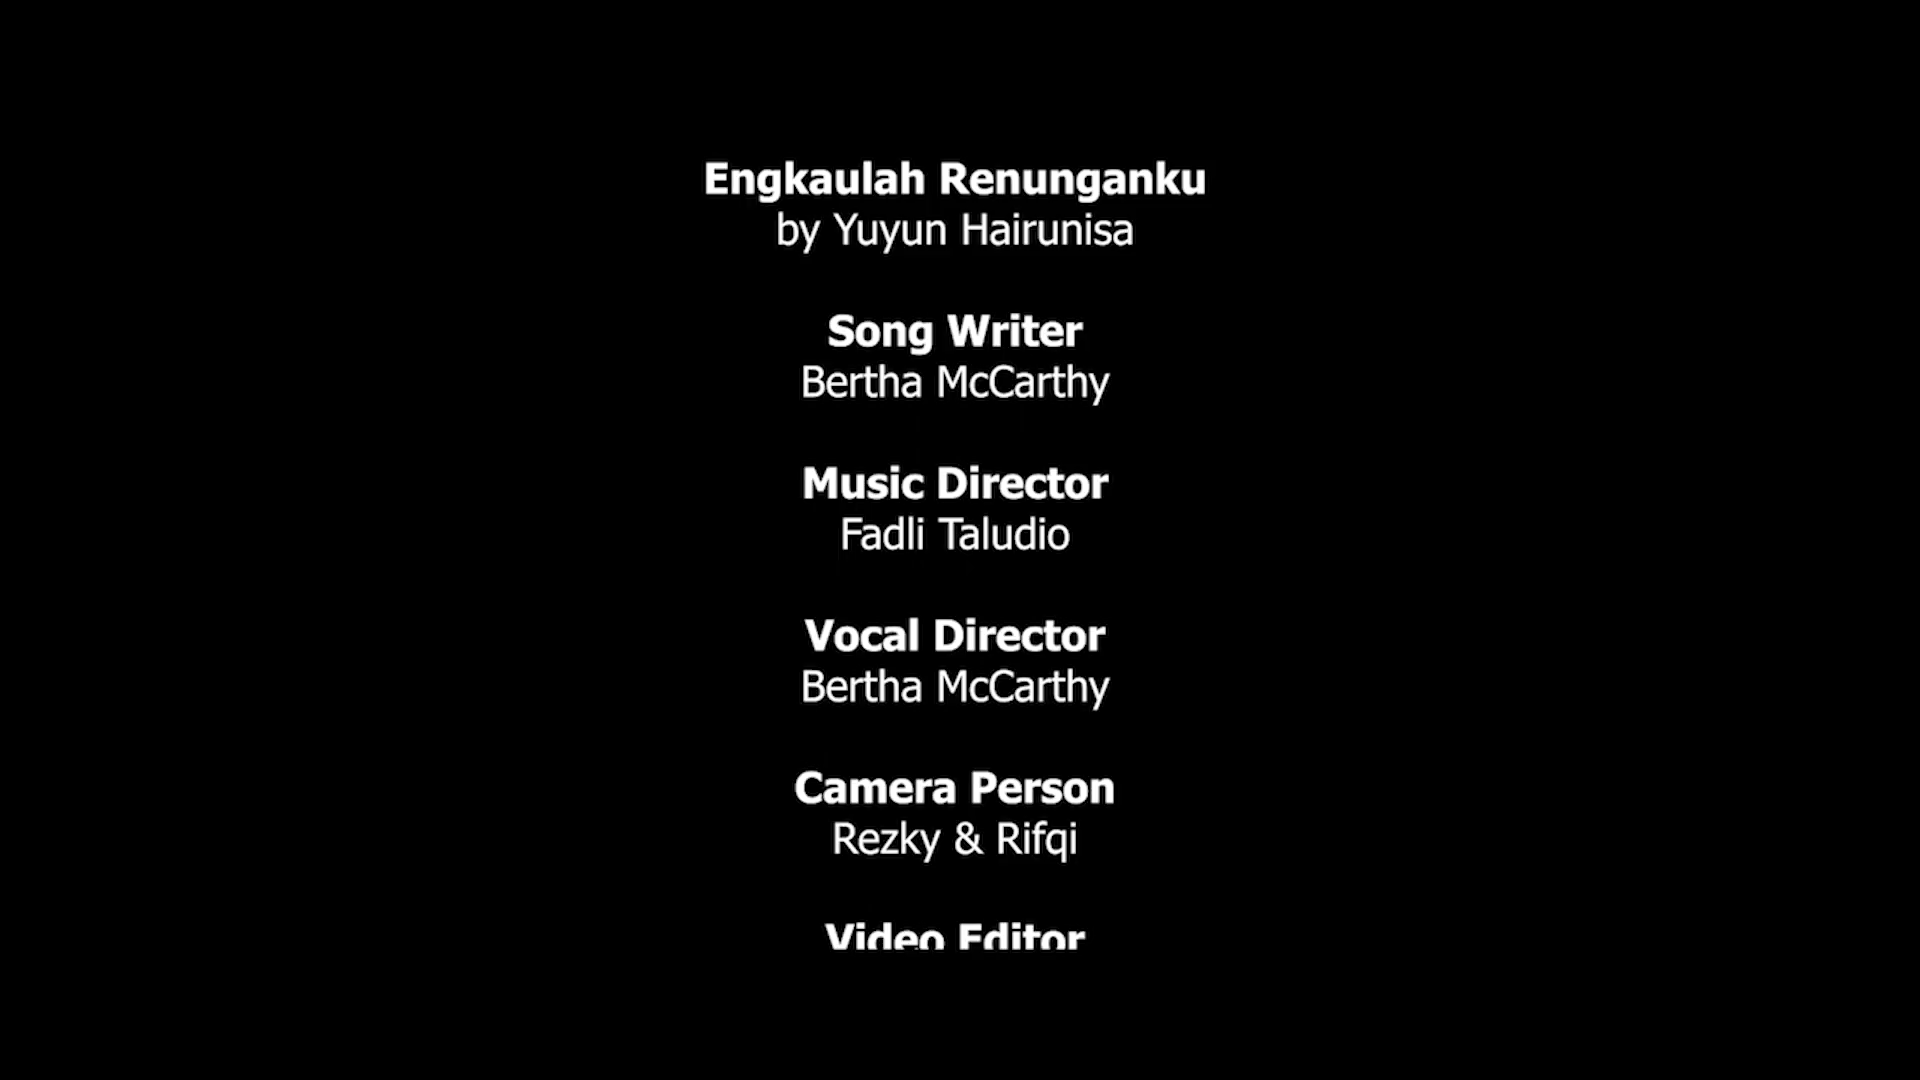 Engkaulah Renunganku
by Yuyun Hairunisa
Song Writer
Bertha McCarthy
Music Director
Fadli Taludio
Vocal Director
Bertha McCarthy
Camera Person
Rezky & Rifqi
Video Editor